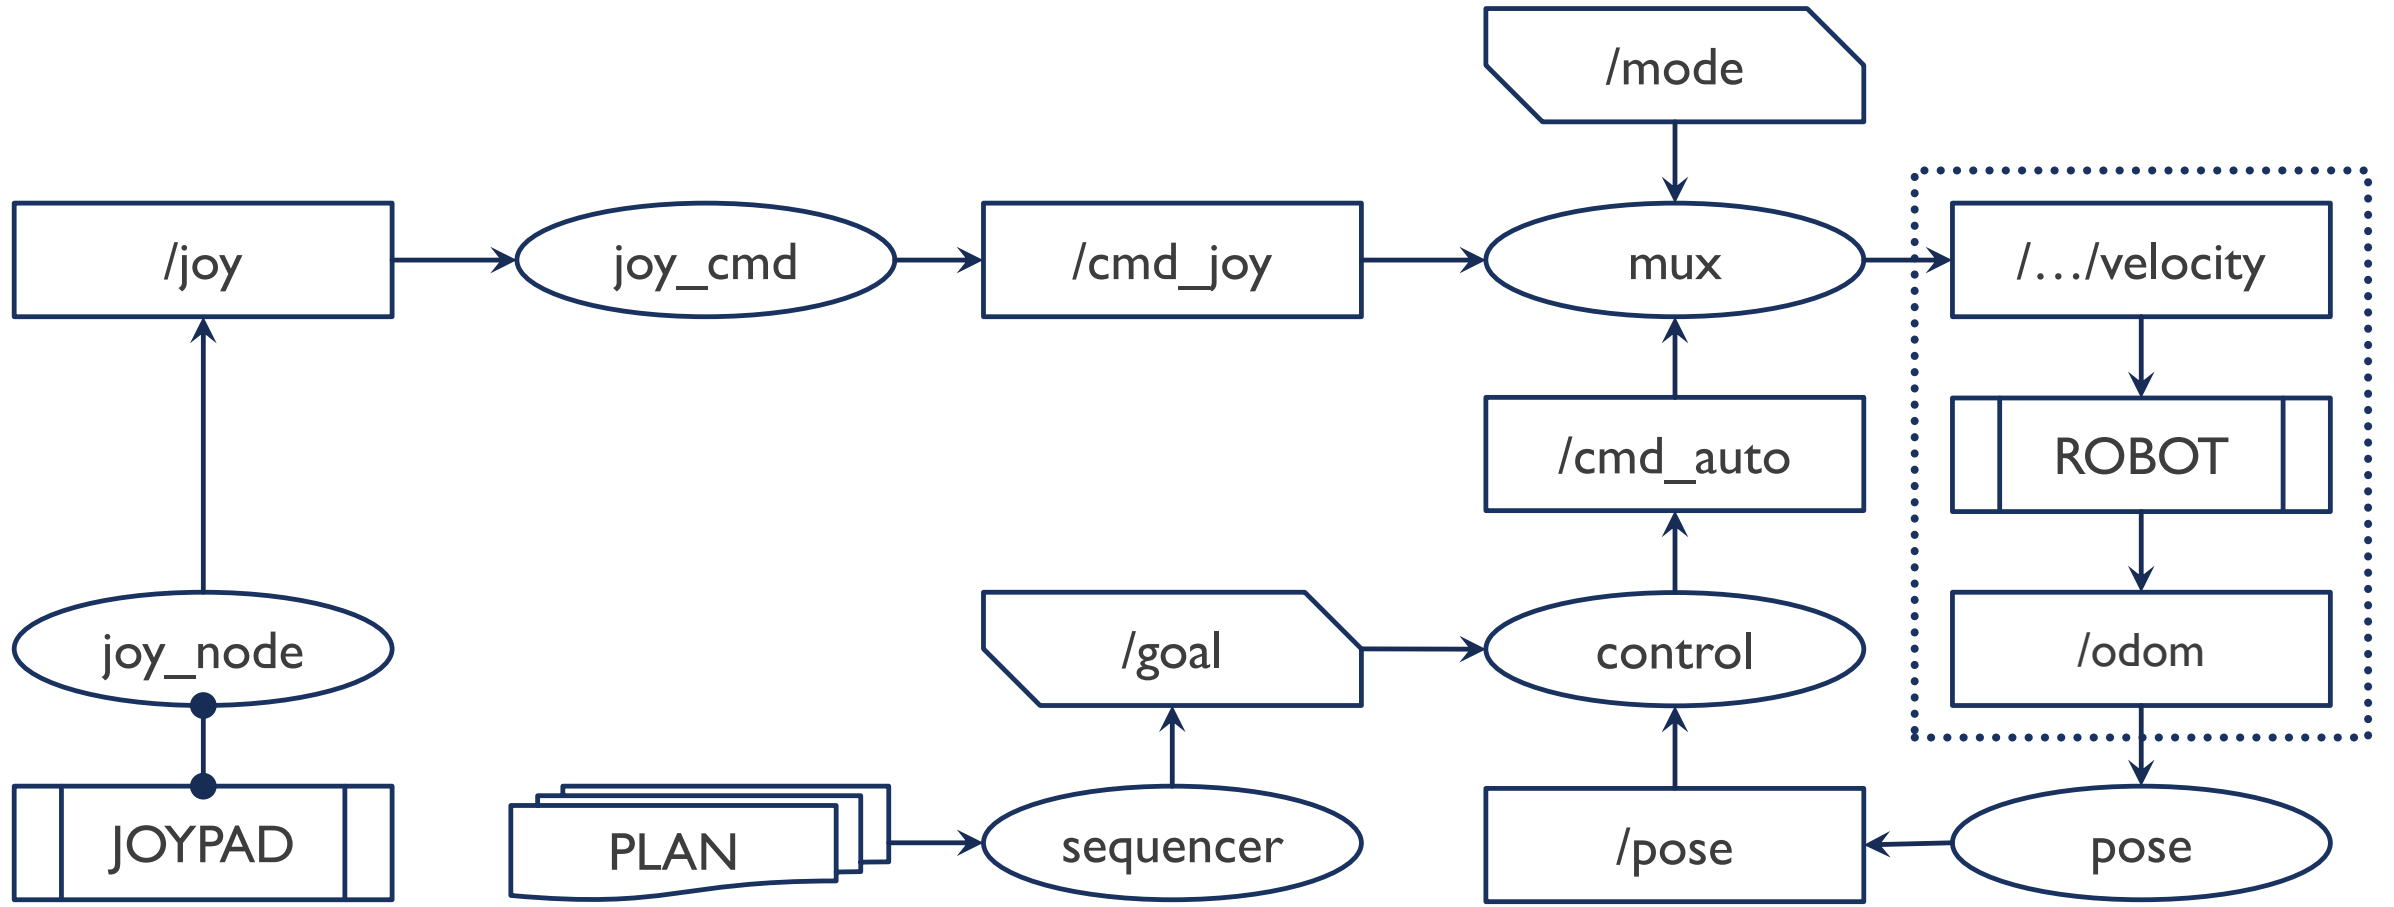 /mode
/joy
joy_cmd
/cmd_joy
mux
/…/velocity
/cmd_auto
ROBOT
joy_node
/goal
control
/odom
JOYPAD
PLAN
sequencer
/pose
pose